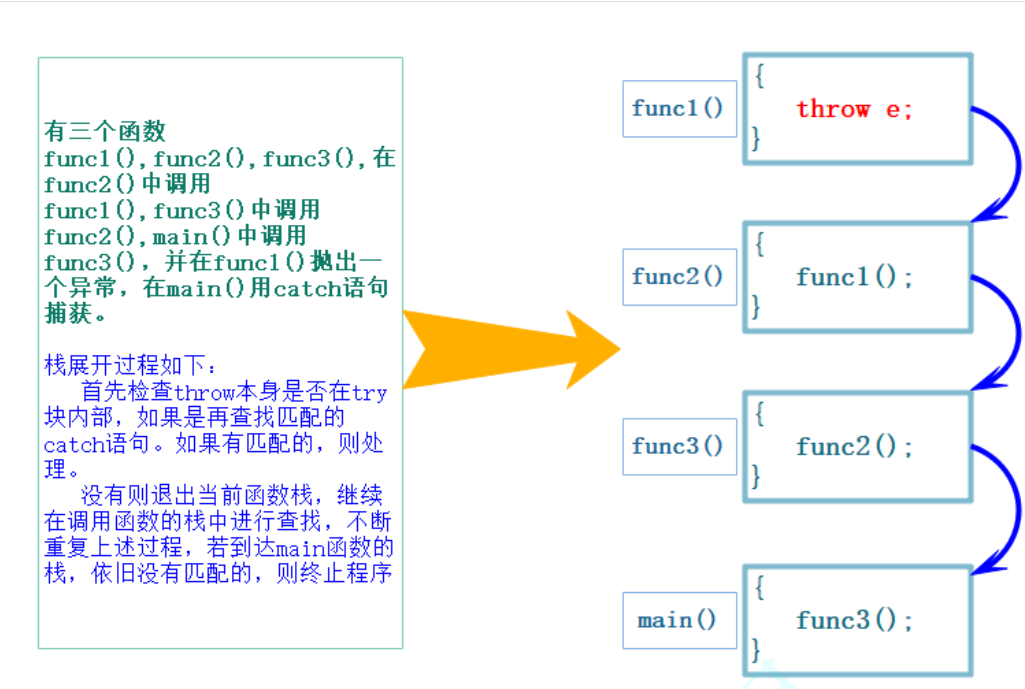 有三个函数
func1(),func2(),func3(),在
func2()中调用
func1(),func3()中调用
func2(),main()中调用
func3()，并在func1()抛出一
个异常，在main()用catch语句
捕获。
栈展开过程如下：
首先检查throw本身是否在try
块内部，如果是再查找匹配的
catch语句。如果有匹配的，则处
理。
没有则退出当前函数栈，继续
在调用函数的栈中进行查找，不断
重复上述过程，若到达main函数的
栈，依旧没有匹配的，则终止程序
func1()
{
throw e;
}
func2()
{
func1();
}
func3()
{
func2();
}
main()
{
func3();
}